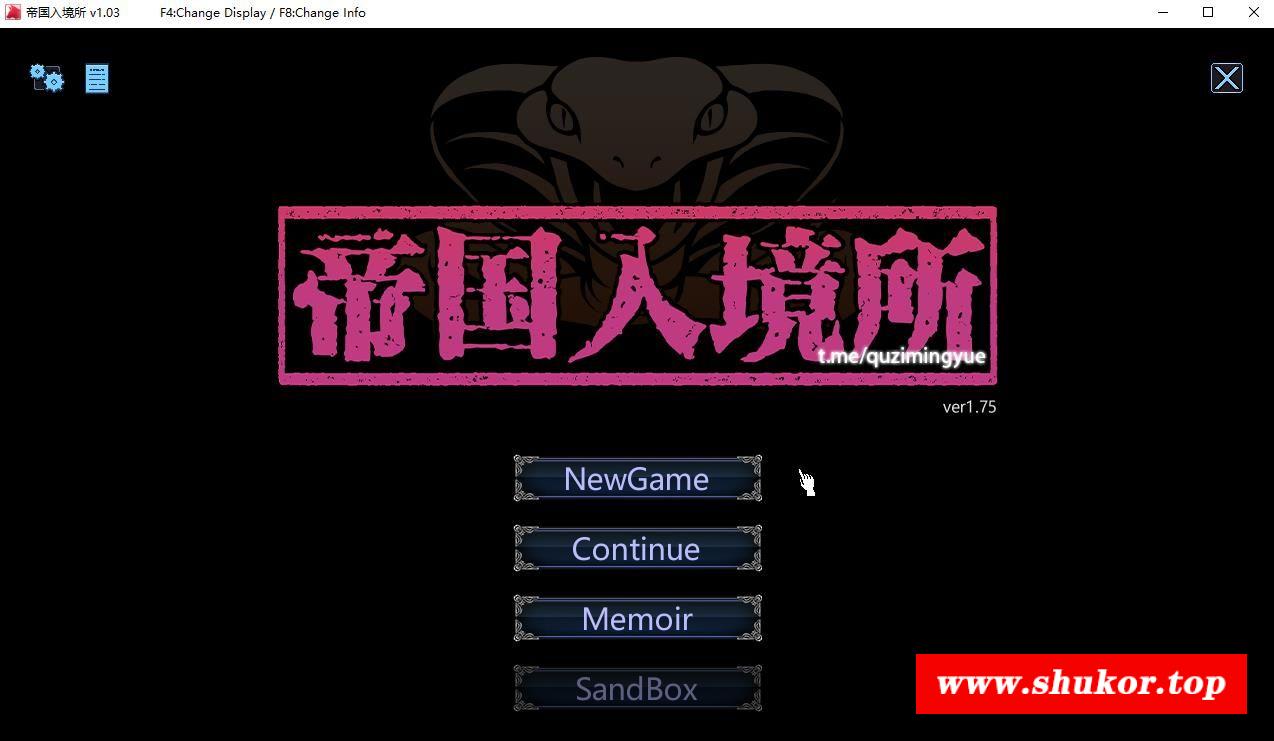 帝国入境所 v1.03 F4:Change Display / F8:Change Info
帝国入境所
t.me/quzimingyue
ver1.75
NewGame
Continue
Memoir
SandBox
www.shukor.top